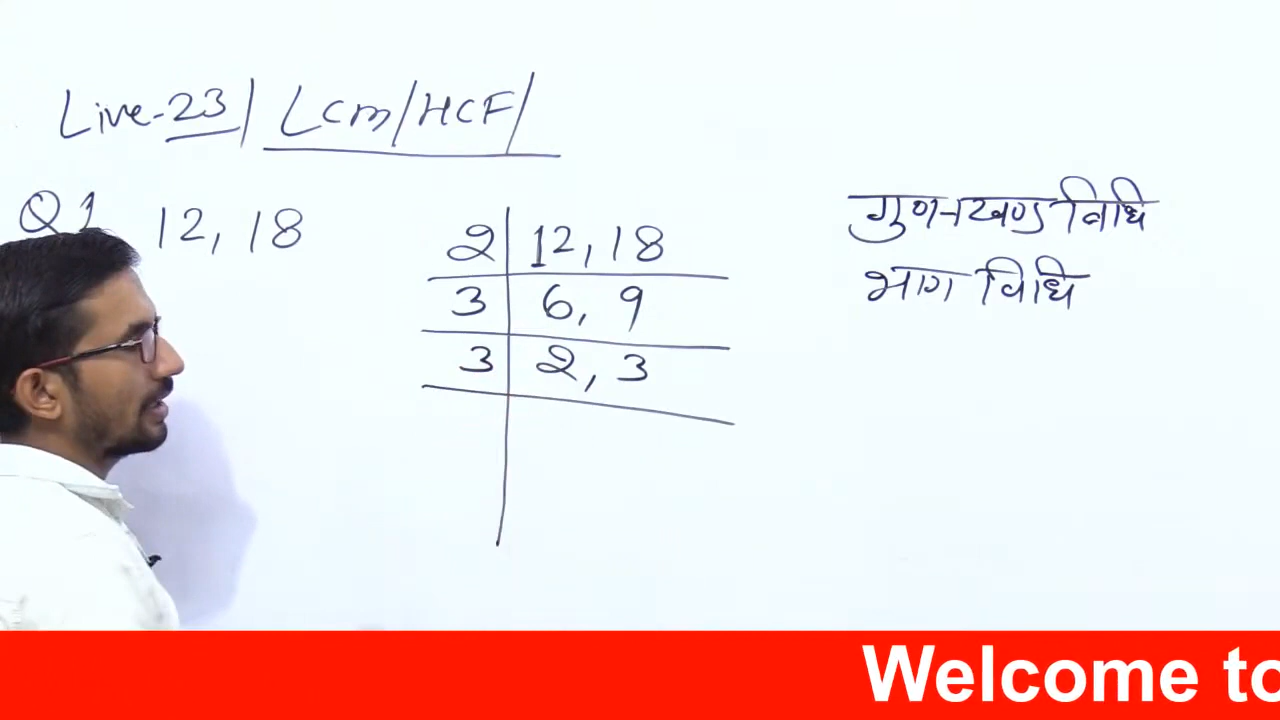 Live-23/ LCM/HCF/
Q1 12, 18
2 | 12, 18
3 | 6, 9
3 | 2, 3
गुणनखण्ड विधि
भाग विधि
Welcome to